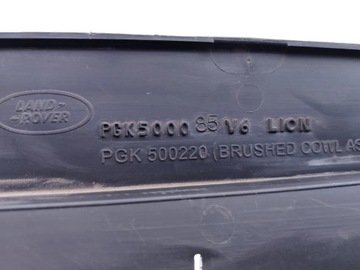 LAND-
-ROVER
PGK5000 85 V6 LION
PGK 500220 (BRUSHED COWL AS